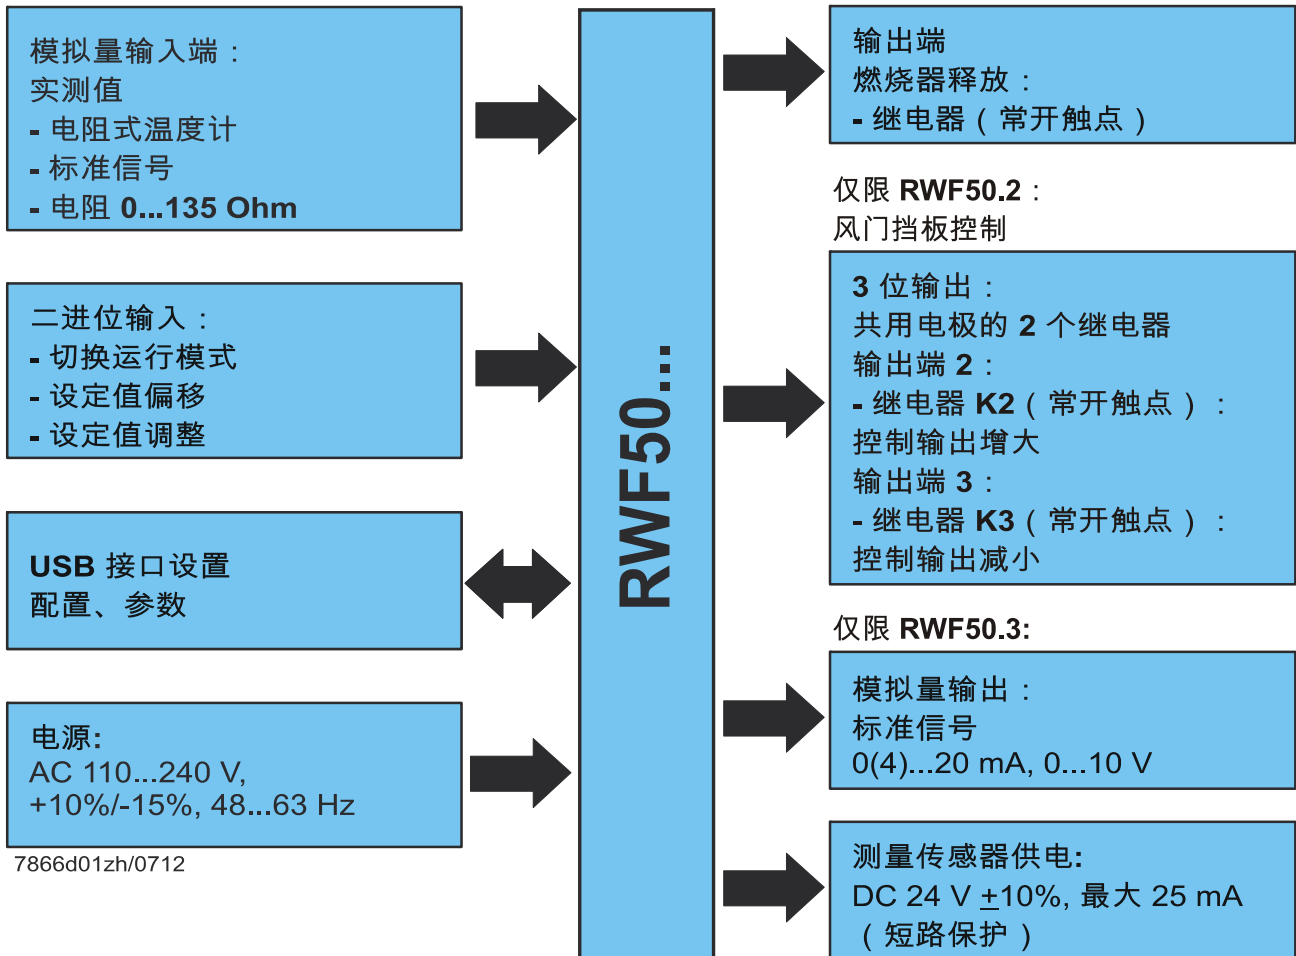 模拟量输入端：
实测值
- 电阻式温度计
- 标准信号
- 电阻 0...135 Ohm
二进位输入：
- 切换运行模式
- 设定值偏移
- 设定值调整
USB 接口设置
配置、参数
电源:
AC 110...240 V,
+10%/-15%, 48...63 Hz
7866d01zh/0712
RWF50...
输出端
燃烧器释放：
- 继电器（常开触点）
仅限 RWF50.2：
风门挡板控制
3 位输出：
共用电极的 2 个继电器
输出端 2：
- 继电器 K2（常开触点）：
控制输出增大
输出端 3：
- 继电器 K3（常开触点）：
控制输出减小
仅限 RWF50.3:
模拟量输出：
标准信号
0(4)...20 mA, 0...10 V
测量传感器供电:
DC 24 V ±10%, 最大 25 mA
（短路保护）